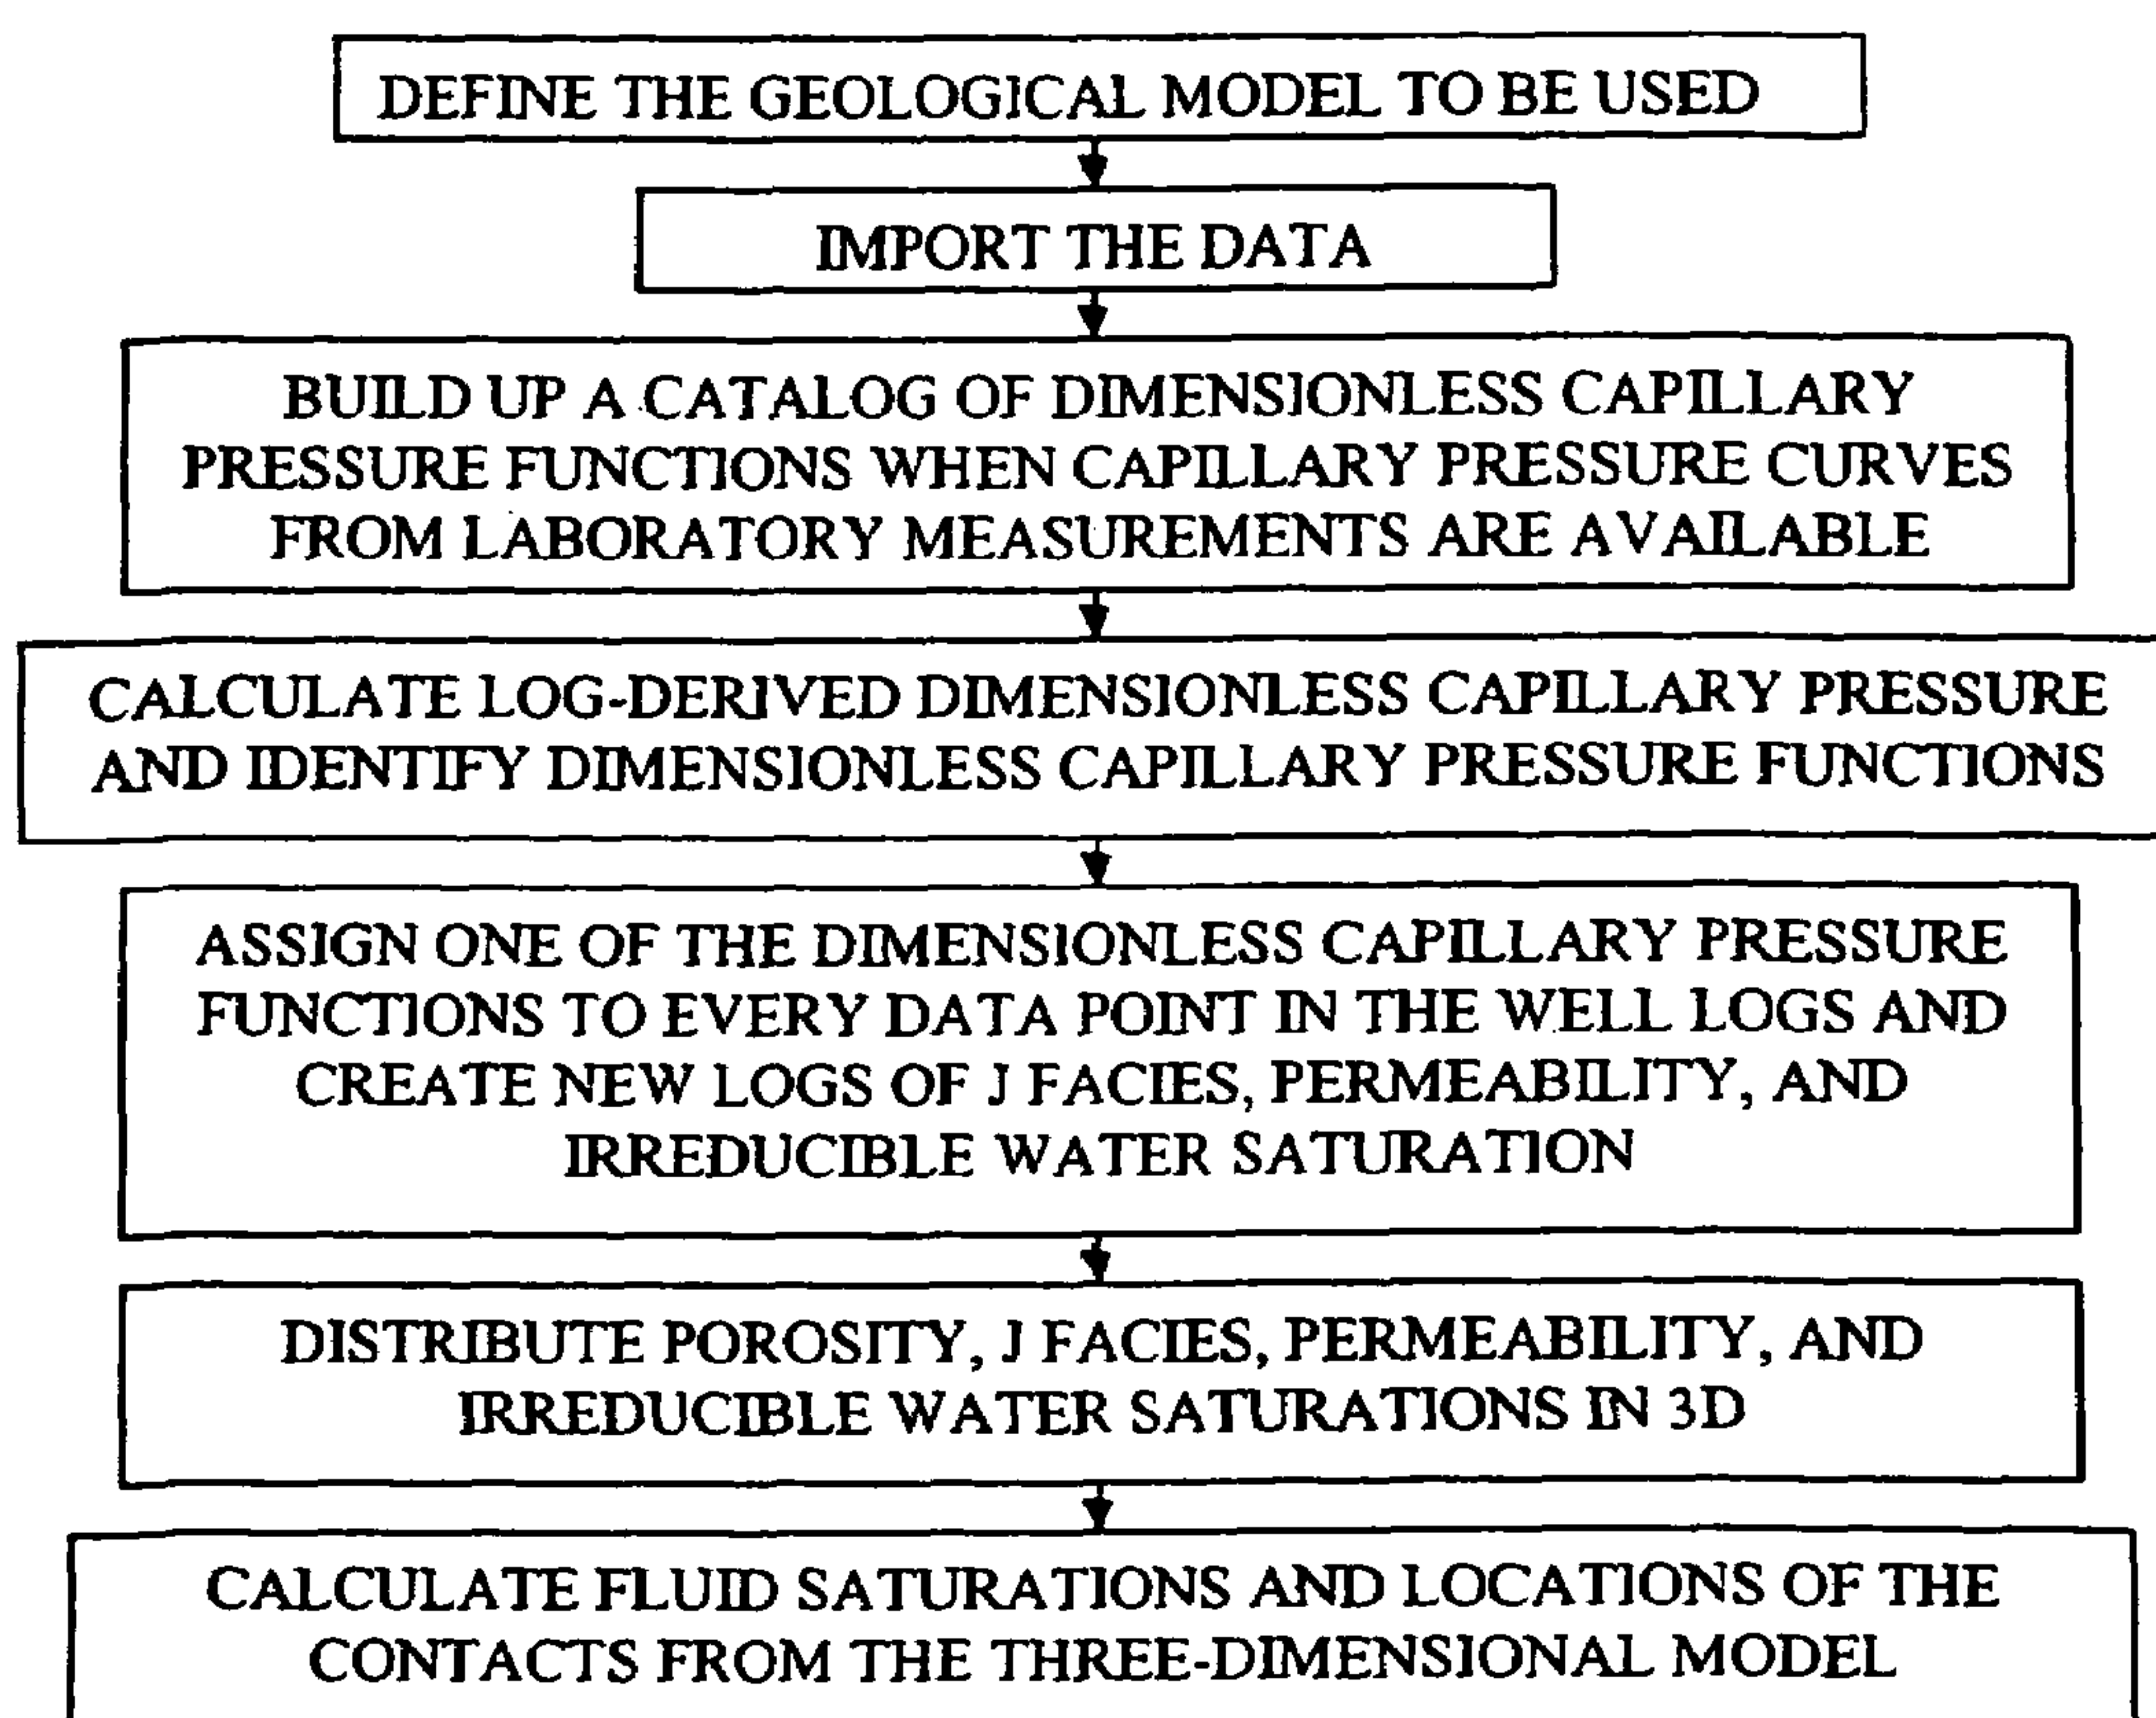 DEFINE THE GEOLOGICAL MODEL TO BE USED
IMPORT THE DATA
BUILD UP A CATALOG OF DIMENSIONLESS CAPILLARY
PRESSURE FUNCTIONS WHEN CAPILLARY PRESSURE CURVES
FROM LABORATORY MEASUREMENTS ARE AVAILABLE
CALCULATE LOG-DERIVED DIMENSIONLESS CAPILLARY PRESSURE
AND IDENTIFY DIMENSIONLESS CAPILLARY PRESSURE FUNCTIONS
ASSIGN ONE OF THE DIMENSIONLESS CAPILLARY PRESSURE
FUNCTIONS TO EVERY DATA POINT IN THE WELL LOGS AND
CREATE NEW LOGS OF J FACIES, PERMEABILITY, AND
IRREDUCIBLE WATER SATURATION
DISTRIBUTE POROSITY, J FACIES, PERMEABILITY, AND
IRREDUCIBLE WATER SATURATIONS IN 3D
CALCULATE FLUID SATURATIONS AND LOCATIONS OF THE
CONTACTS FROM THE THREE-DIMENSIONAL MODEL